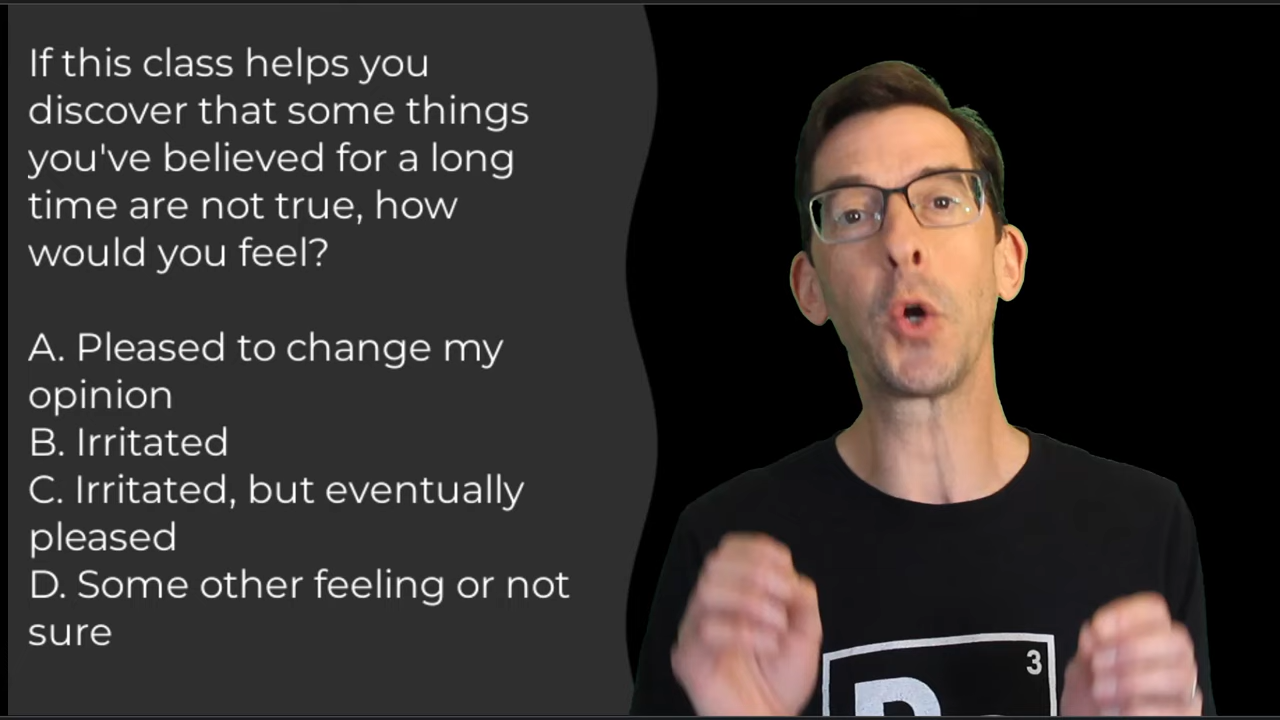 If this class helps you
discover that some things
you've believed for a long
time are not true, how
would you feel?
A. Pleased to change my
opinion
B. Irritated
C. Irritated, but eventually
pleased
D. Some other feeling or not
sure
3